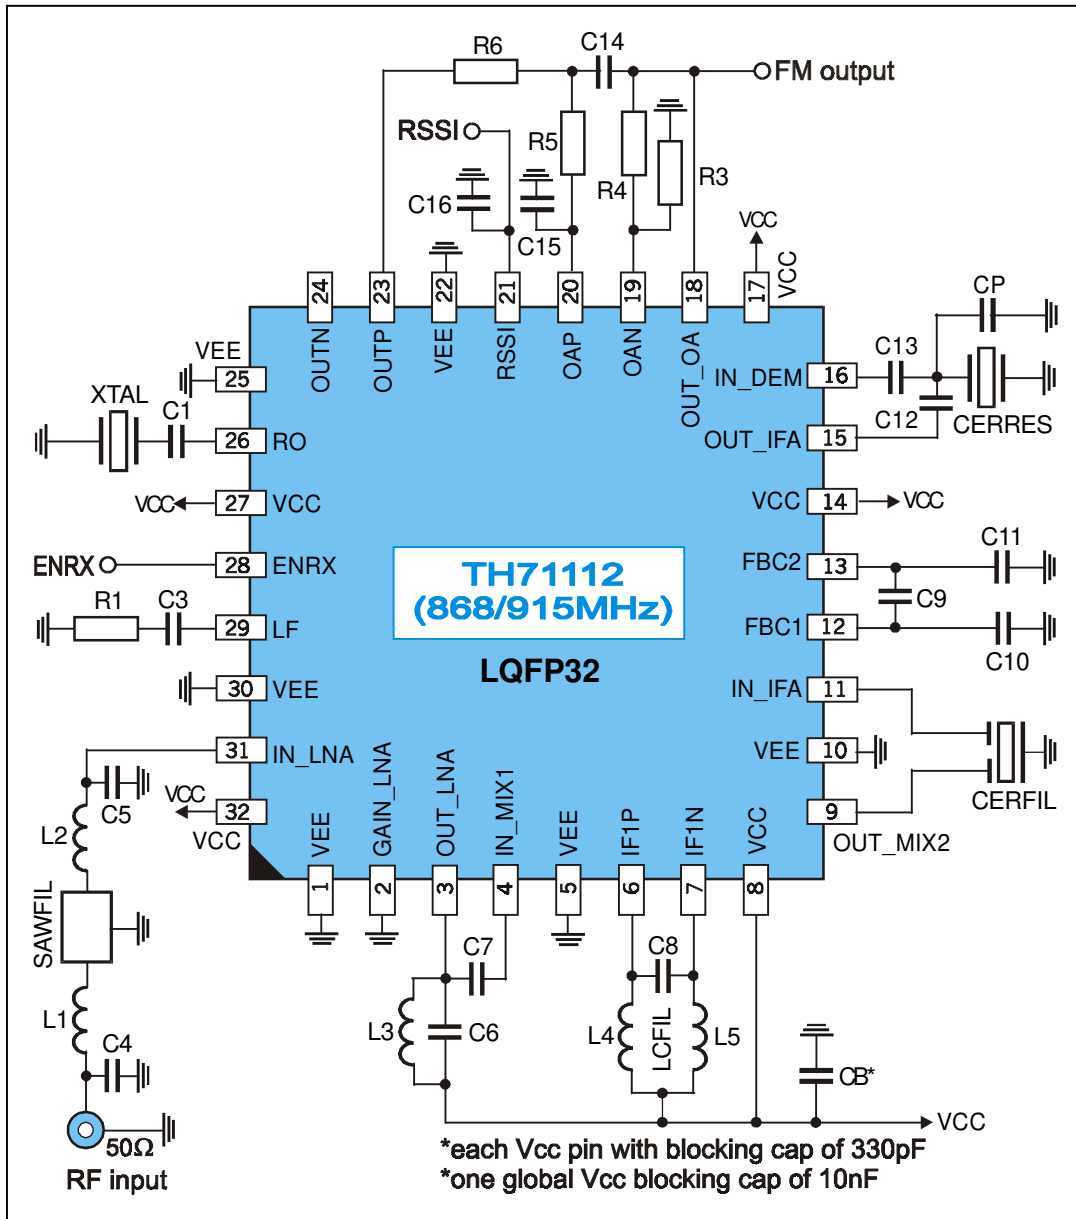 R6
C14
FM output
RSSI
R5
R4
R3
C16
C15
VCC
VCC
24
23
22
21
20
19
18
17
OUTN
OUTP
VEE
RSSI
OAP
OAN
OUT_OA
CP
VEE
25
C13
IN_DEM
16
XTAL
C1
C12
CERRES
26
RO
OUT_IFA
15
VCC
27
VCC
VCC
14
VCC
C11
ENRX
28
ENRX
TH71112
(868/915MHz)
FBC2
13
C9
R1
C3
29
LF
FBC1
12
C10
LQFP32
30
VEE
IN_IFA
11
31
IN_LNA
VEE
10
CERFIL
C5
VCC
32
VCC
9
OUT_MIX2
L2
VEE
GAIN_LNA
OUT_LNA
IN_MIX1
VEE
IF1P
IF1N
VCC
1
2
3
4
5
6
7
8
SAWFIL
C7
C8
L1
L3
C6
L4
LCFIL
L5
C4
CB*
VCC
50Ω
RF input
*each Vcc pin with blocking cap of 330pF
*one global Vcc blocking cap of 10nF